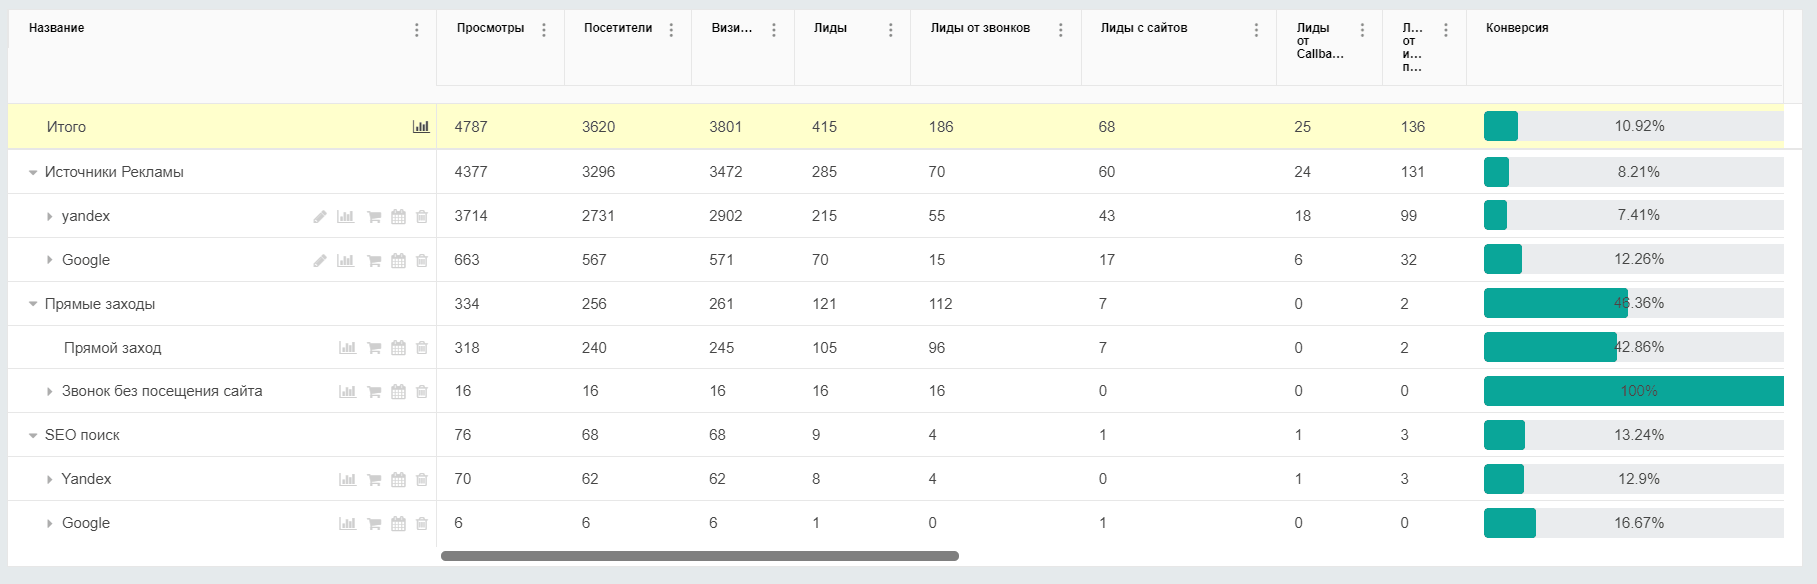 Название Просмотры Посетители Визи... Лиды Лиды от звонков Лиды с сайтов Лиды от Callba... Л... от и... п... Конверсия
Итого 4787 3620 3801 415 186 68 25 136 10.92%
Источники Рекламы 4377 3296 3472 285 70 60 24 131 8.21%
yandex 3714 2731 2902 215 55 43 18 99 7.41%
Google 663 567 571 70 15 17 6 32 12.26%
Прямые заходы 334 256 261 121 112 7 0 2 46.36%
Прямой заход 318 240 245 105 96 7 0 2 42.86%
Звонок без посещения сайта 16 16 16 16 16 0 0 0 100%
SEO поиск 76 68 68 9 4 1 1 3 13.24%
Yandex 70 62 62 8 4 0 1 3 12.9%
Google 6 6 6 1 0 1 0 0 16.67%